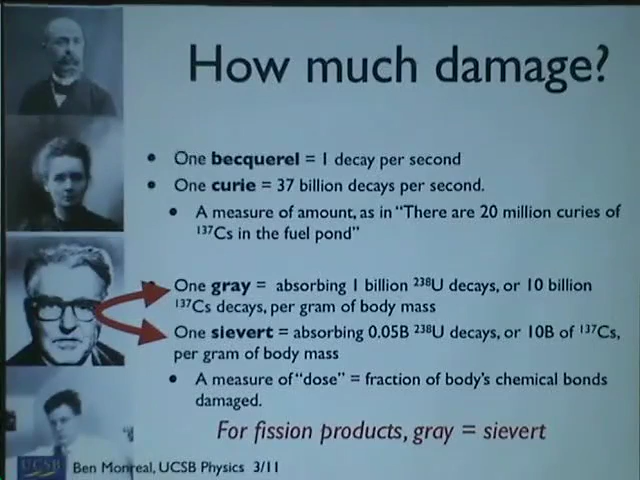 How much damage?
• One becquerel = 1 decay per second
• One curie = 37 billion decays per second.
• A measure of amount, as in "There are 20 million curies of
¹³⁷Cs in the fuel pond"
One gray = absorbing 1 billion ²³⁸U decays, or 10 billion
¹³⁷Cs decays, per gram of body mass
One sievert = absorbing 0.05B ²³⁸U decays, or 10B of ¹³⁷Cs,
per gram of body mass
• A measure of "dose" = fraction of body's chemical bonds
damaged.
For fission products, gray = sievert
UCSB Ben Monreal, UCSB Physics 3/11